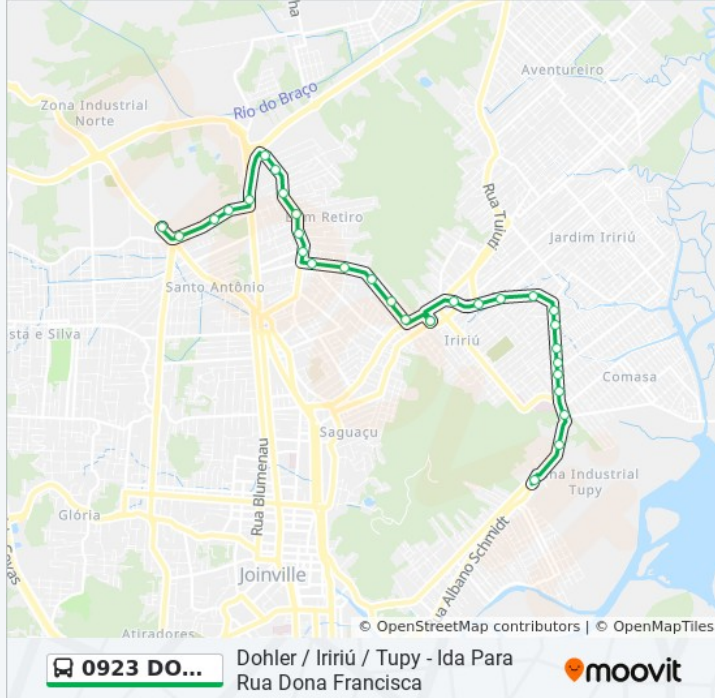 Aventureiro
Zona Industrial
Norte
Rio do Braço
Retiro
Rua Tuiuti
Jardim Iririú
Santo Antônio
sta e Silva
Iririú
Comasa
Saguaçu
na Industrial
Tupy
Rua Blumenau
Glória
ua Albano Schmidt
Joinville
Atiradores
© OpenStreetMap contributors | © OpenMapTiles
0923 DO...
Dohler / Iririú / Tupy - Ida Para
Rua Dona Francisca
moovit